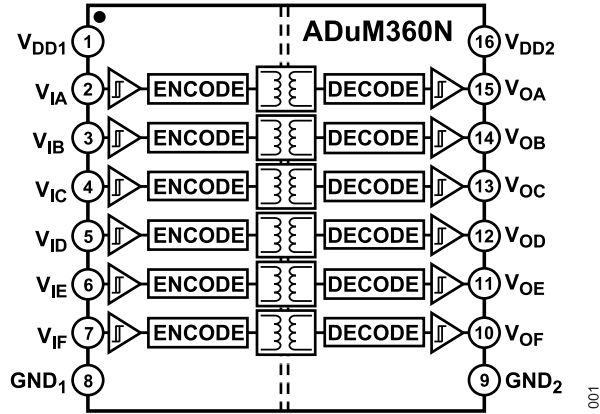 ADuM360N
VDD1 1 16 VDD2
VIA 2 ENCODE DECODE 15 VOA
VIB 3 ENCODE DECODE 14 VOB
VIC 4 ENCODE DECODE 13 VOC
VID 5 ENCODE DECODE 12 VOD
VIE 6 ENCODE DECODE 11 VOE
VIF 7 ENCODE DECODE 10 VOF
GND1 8 9 GND2
001